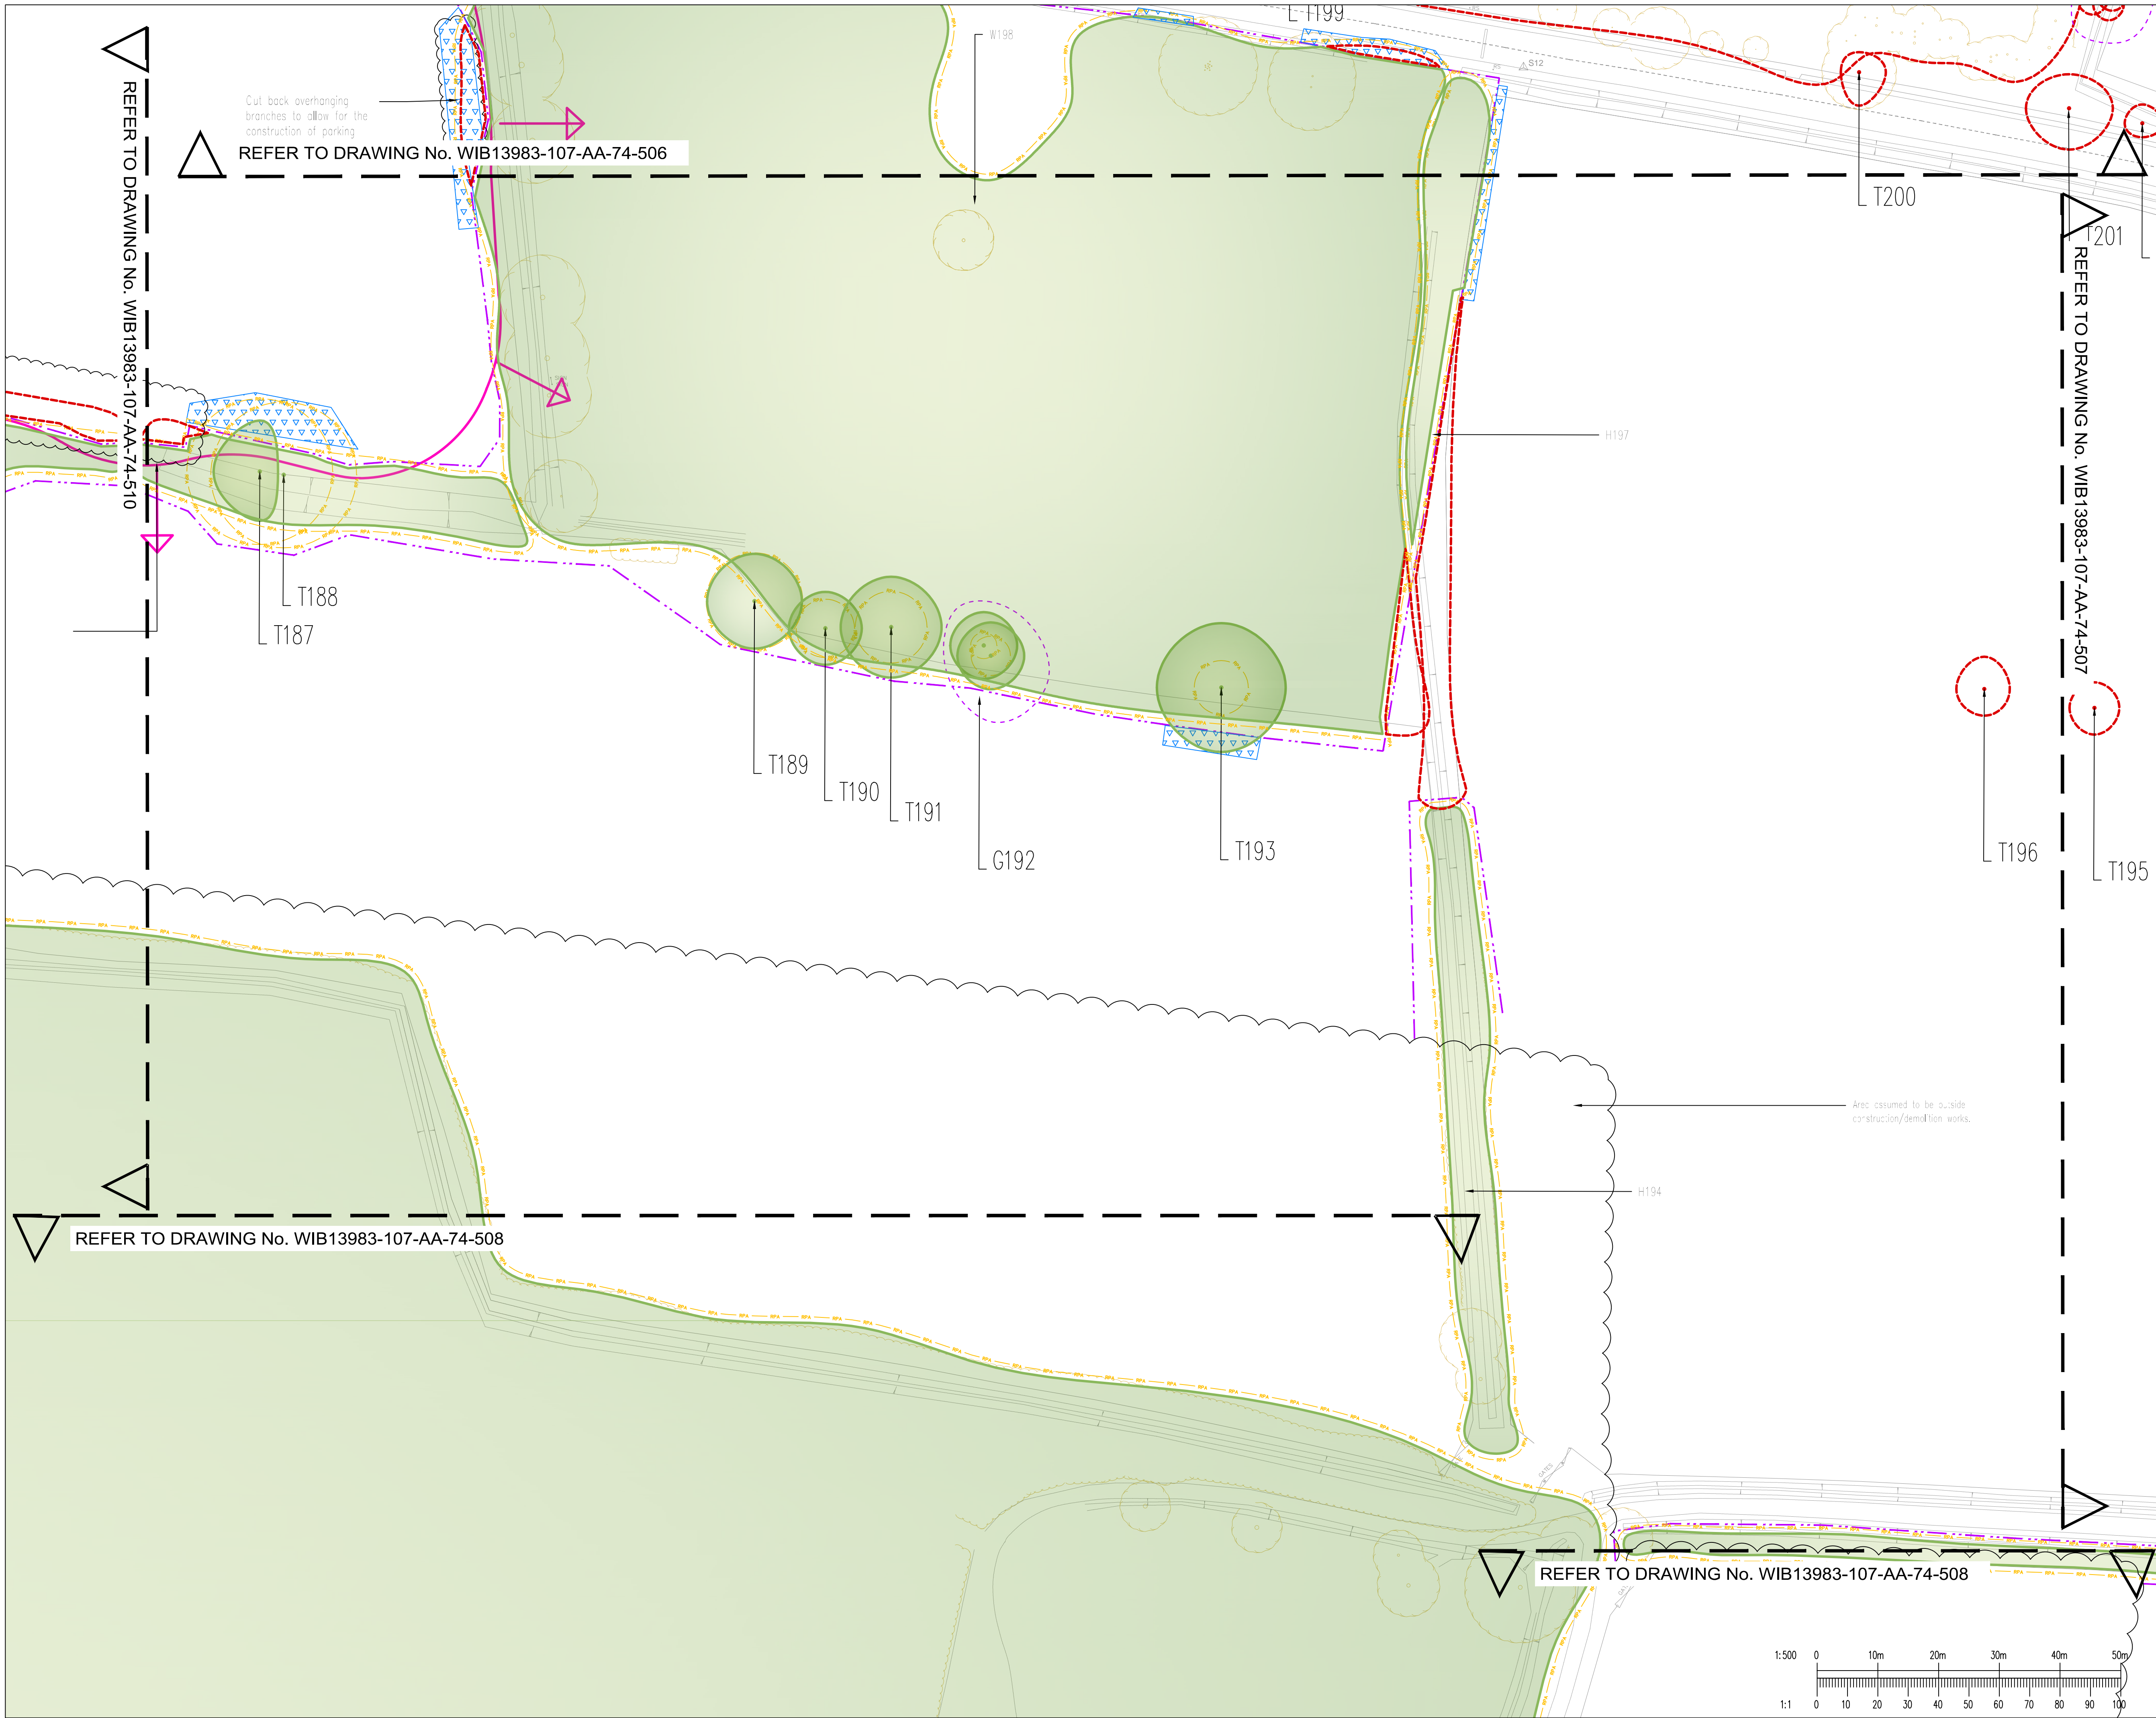 T199
W198
S12
Cut back overhanging
branches to allow for the
construction of parking
REFER TO DRAWING No. WIB13983-107-AA-74-506
REFER TO DRAWING No. WIB13983-107-AA-74-510
T200
T201
REFER TO DRAWING No. WIB13983-107-AA-74-507
H197
T188
T187
T189
T190
T191
G192
T193
T196
T195
Area assumed to be outside
construction/demolition works.
H194
REFER TO DRAWING No. WIB13983-107-AA-74-508
GATES
REFER TO DRAWING No. WIB13983-107-AA-74-508
1:500 0 10m 20m 30m 40m 50m
1:1 0 10 20 30 40 50 60 70 80 90 100
RPA